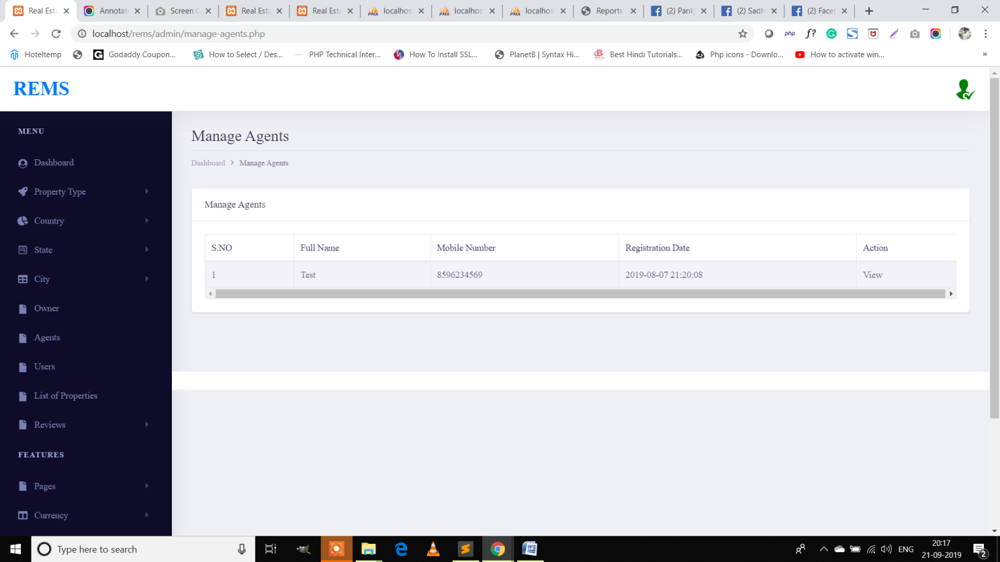 Real Esta
Annotat
Screen C
Real Esta
Real Esta
localhos
localhos
localhos
Reports
(2) Pank
(2) Sadh
(2) Facel
localhost/rems/admin/manage-agents.php
php
f?
Hoteltemp
Godaddy Coupon...
How to Select / Des...
PHP Technical Inter...
How To Install SSL...
PlanetB | Syntax Hi...
Best Hindi Tutorials...
Php icons - Downlo...
How to activate win...
»
REMS
MENU
Dashboard
Property Type
Country
State
City
Owner
Agents
Users
List of Properties
Reviews
FEATURES
Pages
Currency
Manage Agents
Dashboard > Manage Agents
Manage Agents
S.NO Full Name Mobile Number Registration Date Action
1 Test 8596234569 2019-08-07 21:20:08 View
Type here to search
ENG
20:17
21-09-2019
2